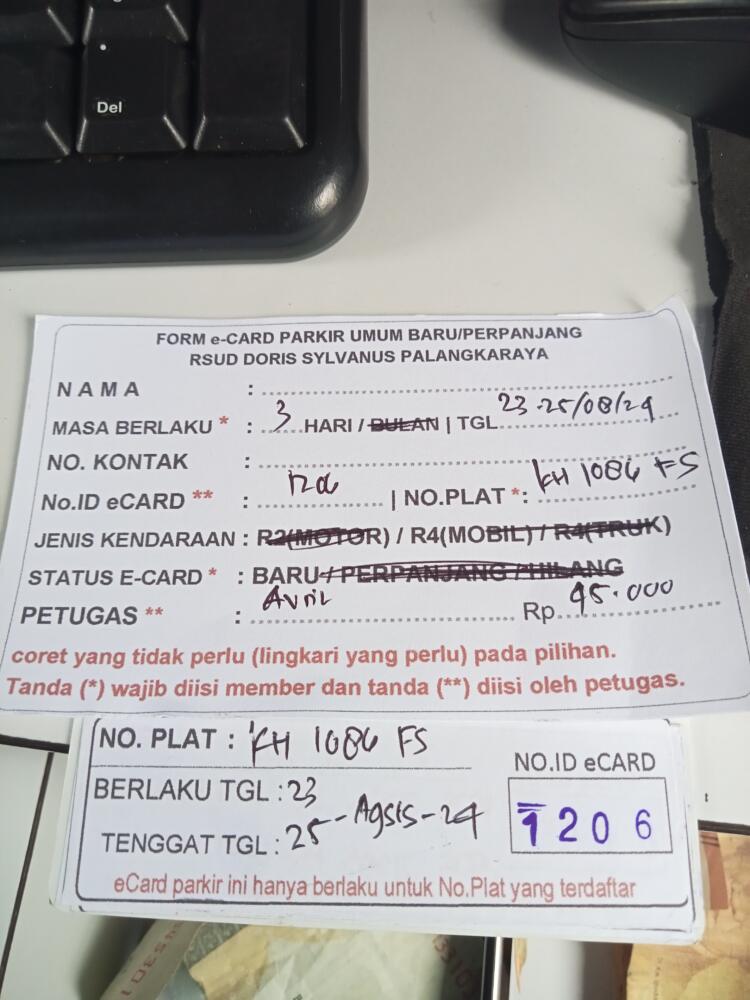 Del
FORM e-CARD PARKIR UMUM BARU/PERPANJANG
RSUD DORIS SYLVANUS PALANGKARAYA
NAMA :
MASA BERLAKU * : 3 HARI / BULAN | TGL 23-25/08/24
NO. KONTAK :
No.ID eCARD ** : | NO.PLAT *: KH 1086 FS
JENIS KENDARAAN : R2(MOTOR) / R4(MOBIL) / R4(TRUK)
STATUS E-CARD * : BARU / PERPANJANG / HILANG
PETUGAS ** : Avril Rp 45.000
coret yang tidak perlu (lingkari yang perlu) pada pilihan.
Tanda (*) wajib diisi member dan tanda (**) diisi oleh petugas.
NO. PLAT : KH 1086 FS
BERLAKU TGL : 23
TENGGAT TGL : 25-Agsts-24
NO.ID eCARD
1206
eCard parkir ini hanya berlaku untuk No.Plat yang terdaftar